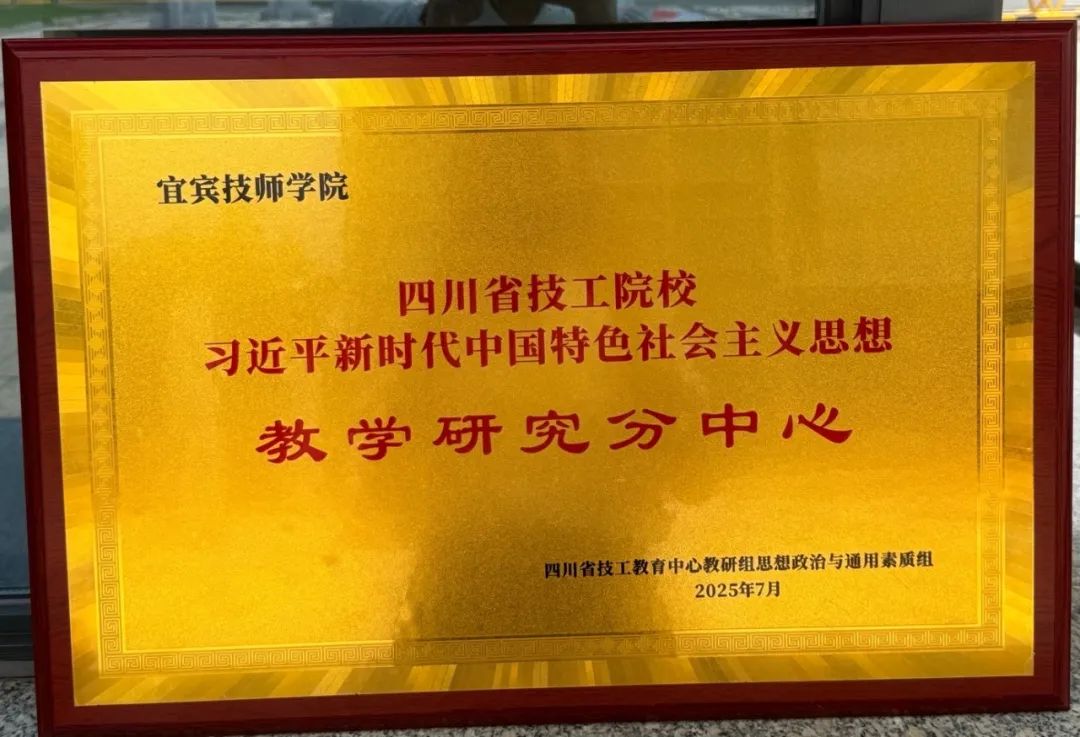 宜宾技师学院
四川省技工院校
习近平新时代中国特色社会主义思想
教学研究分中心
四川省技工教育中心教研组思想政治与通用素质组
2025年7月